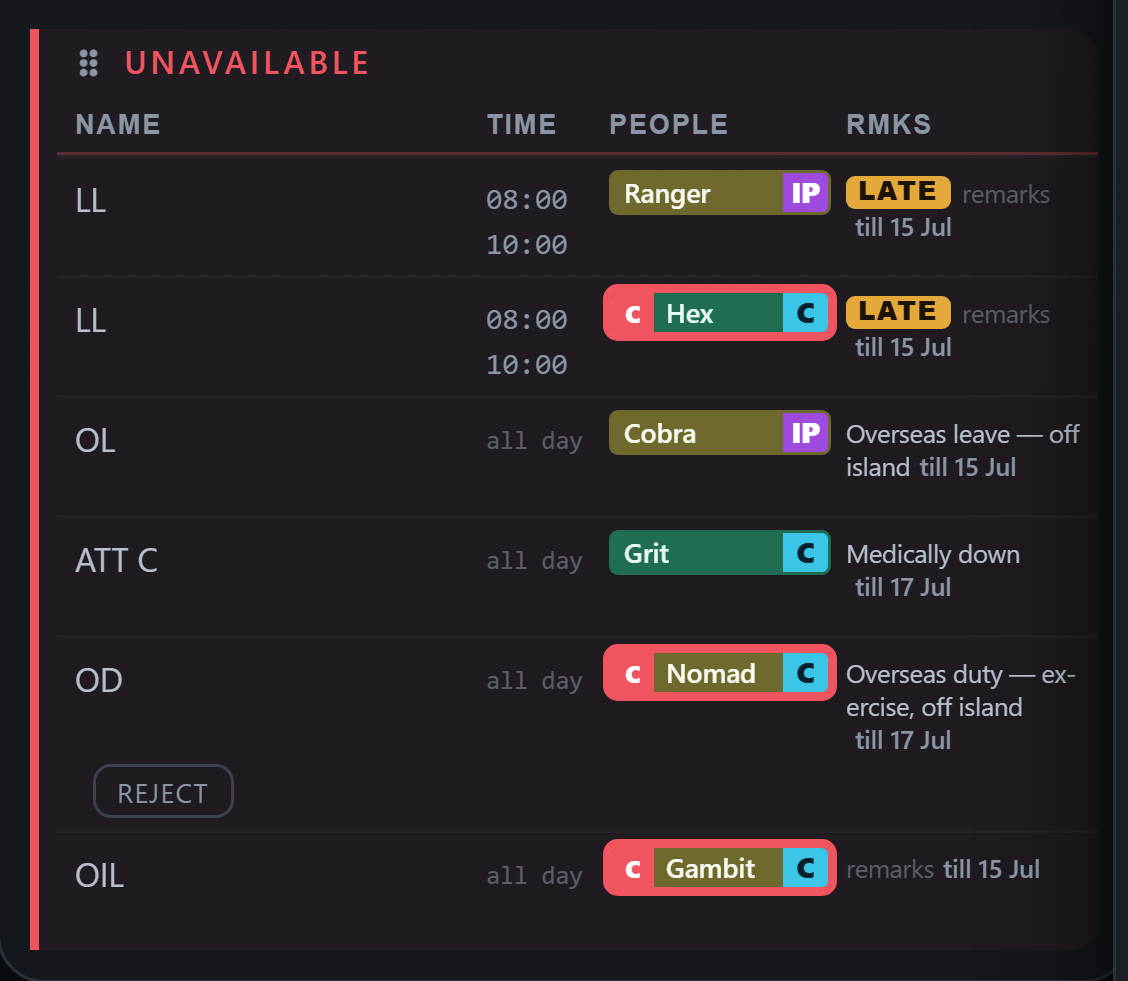 UNAVAILABLE
NAME TIME PEOPLE RMKS
LL 08:00 10:00 Ranger IP LATE remarks till 15 Jul
LL 08:00 10:00 C Hex C LATE remarks till 15 Jul
OL all day Cobra IP Overseas leave — off
island till 15 Jul
ATT C all day Grit C Medically down
till 17 Jul
OD all day C Nomad C Overseas duty — ex-
ercise, off island
till 17 Jul
REJECT
OIL all day C Gambit C remarks till 15 Jul